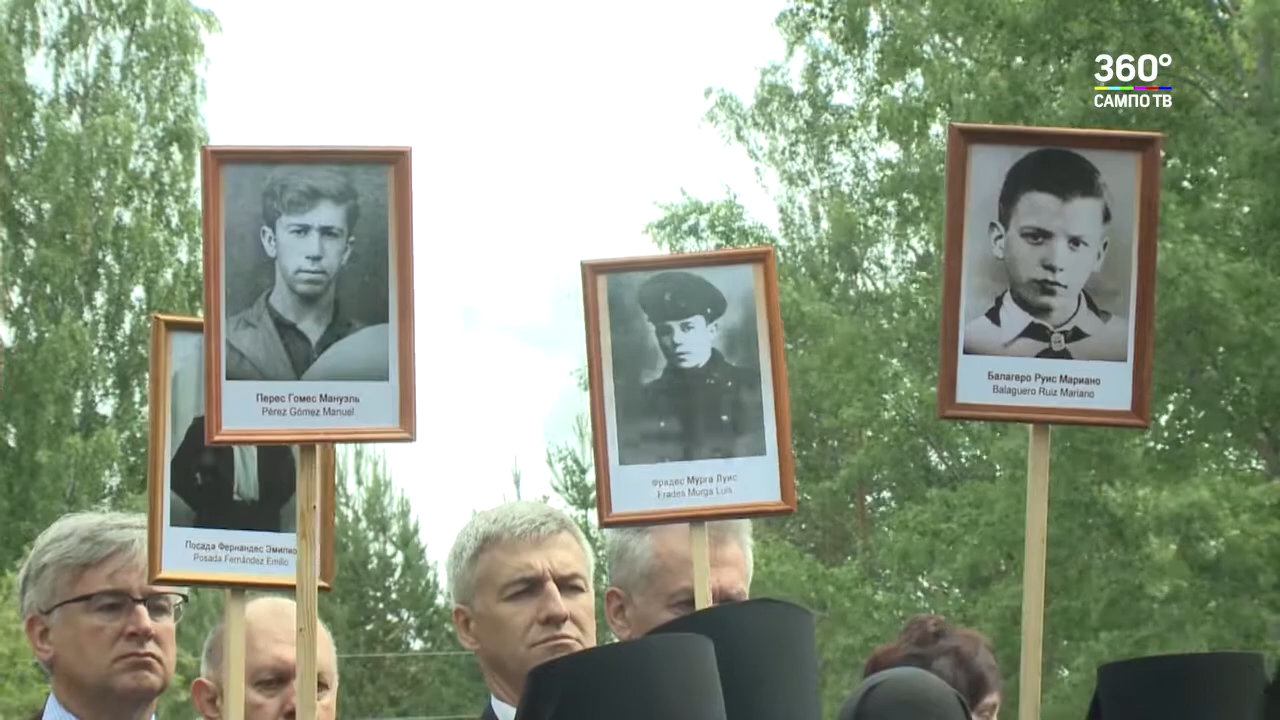 360°
САМПО ТВ
Перес Гомес Мануэль
Pérez Gómez Manuel
Балагеро Руис Мариано
Balaguero Ruiz Mariano
Фрадес Мурга Луис
Frades Murga Luis
Посада Фернандес Эмилио
Posada Fernández Emilio